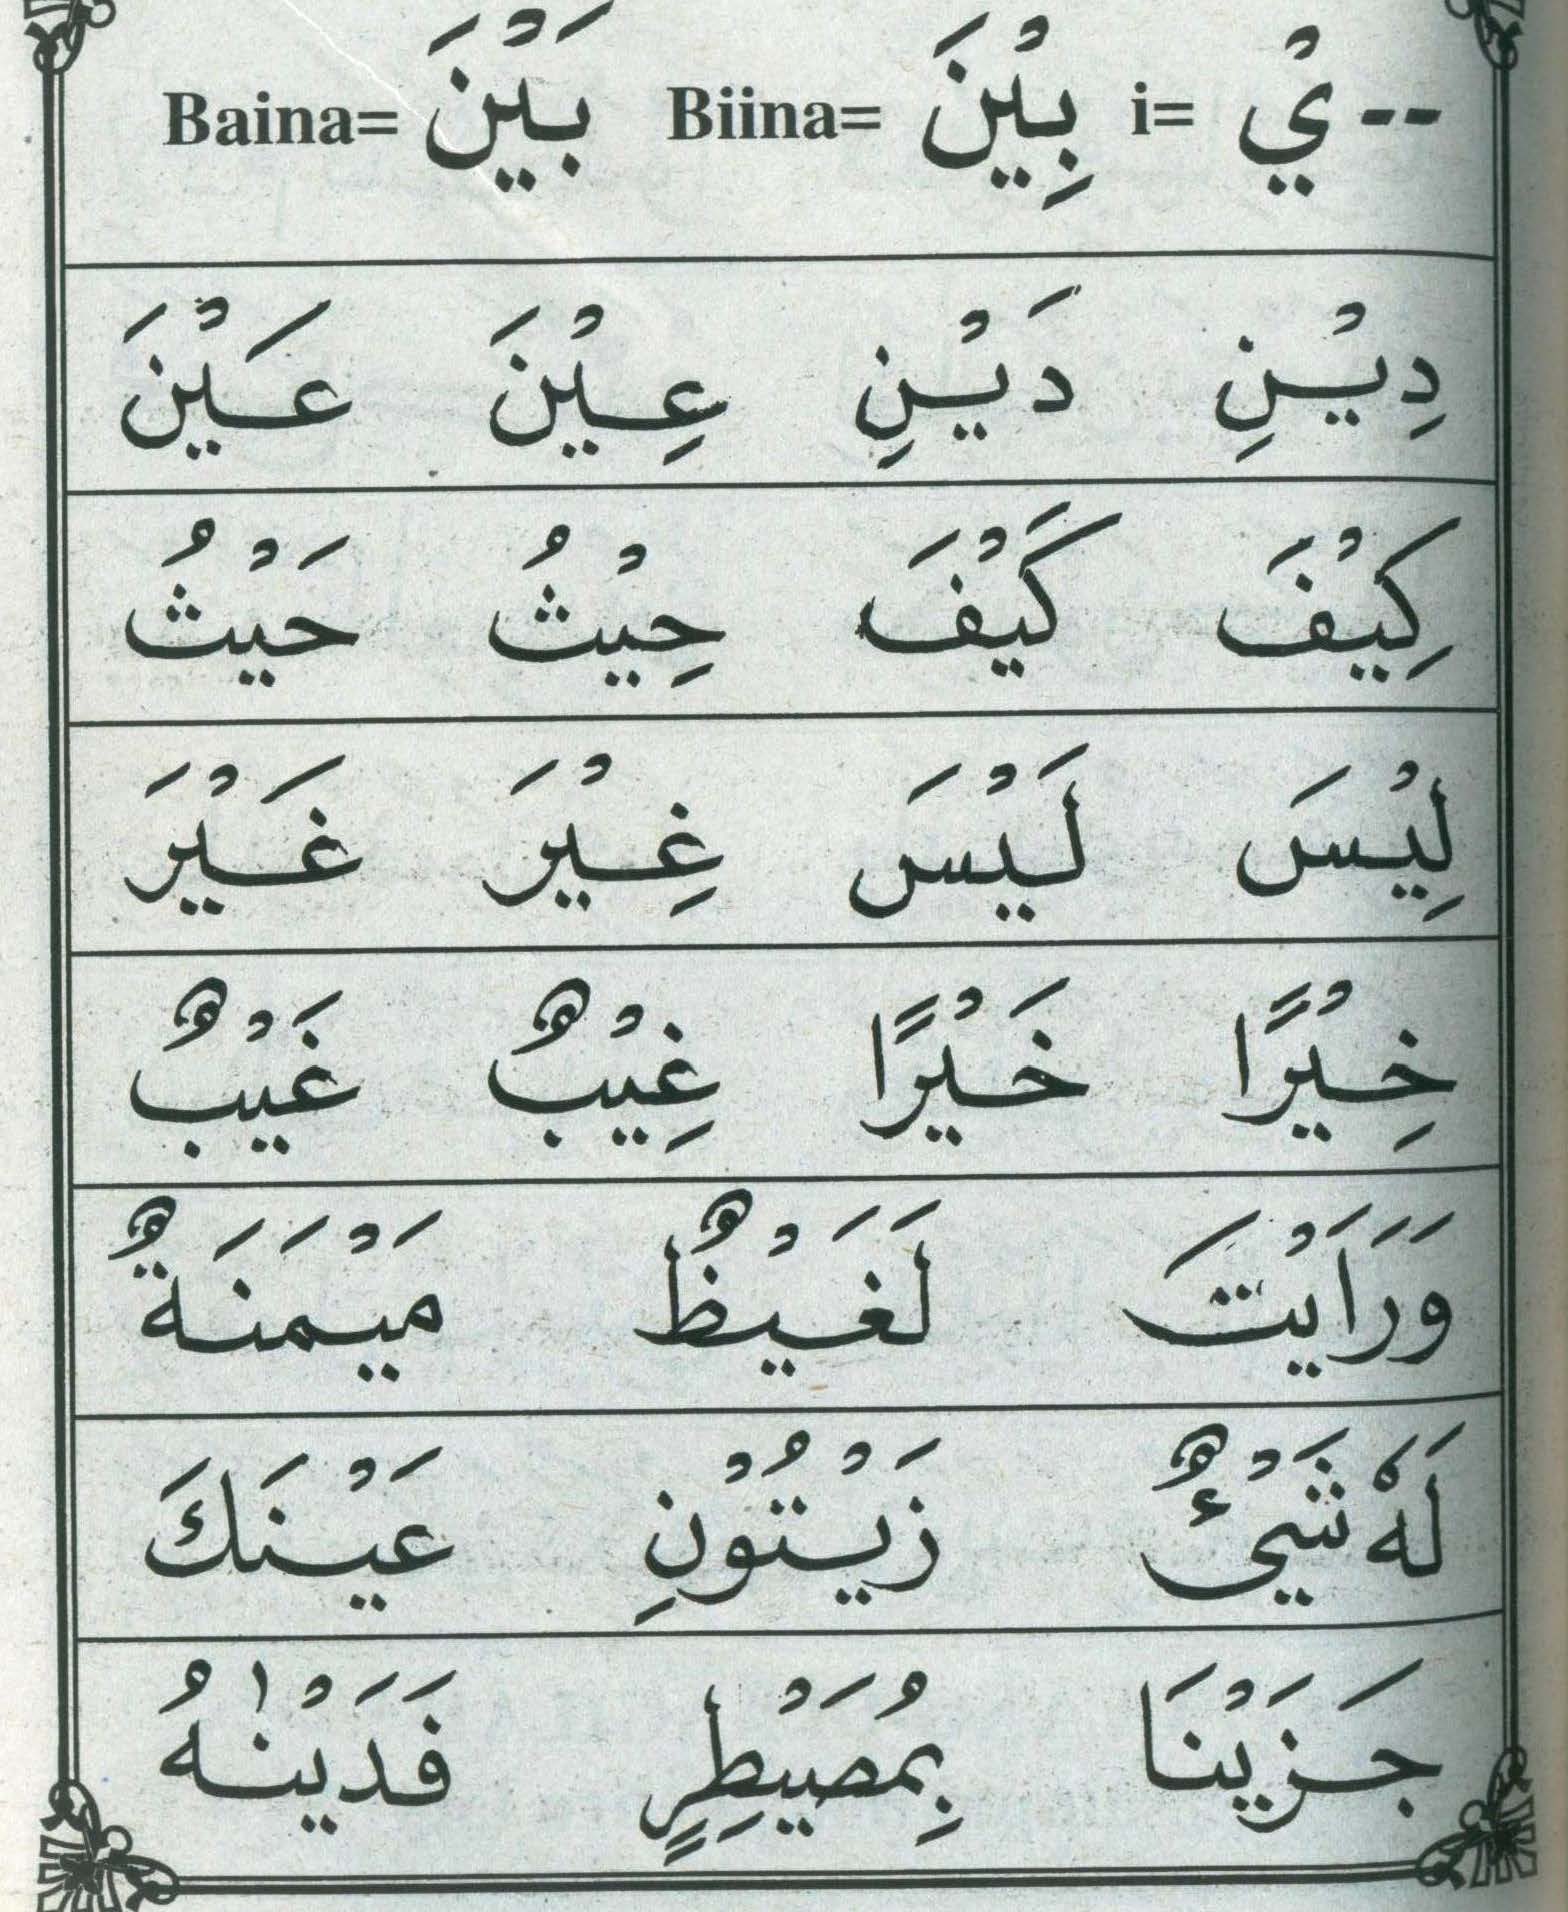 -- يْ =i بِيْنَ =Biina بَيْنَ =Baina
دِيْنِ دَيْنِ عِيْنَ عَيْنَ
كِيْفَ كَيْفَ حِيْثُ حَيْثُ
لِيْسَ لَيْسَ غِيْرَ غَيْرَ
خِيْرًا خَيْرًا غِيْبٌ غَيْبٌ
وَرَاَيْتَ لَغَيْظٌ مَيْمَنَةٌ
لَهٗ شَيْءٌ زَيْتُوْنِ عَيْنَكَ
جَزَيْنَا بِمُصَيْطِرٍ فَدَيْنٰهُ